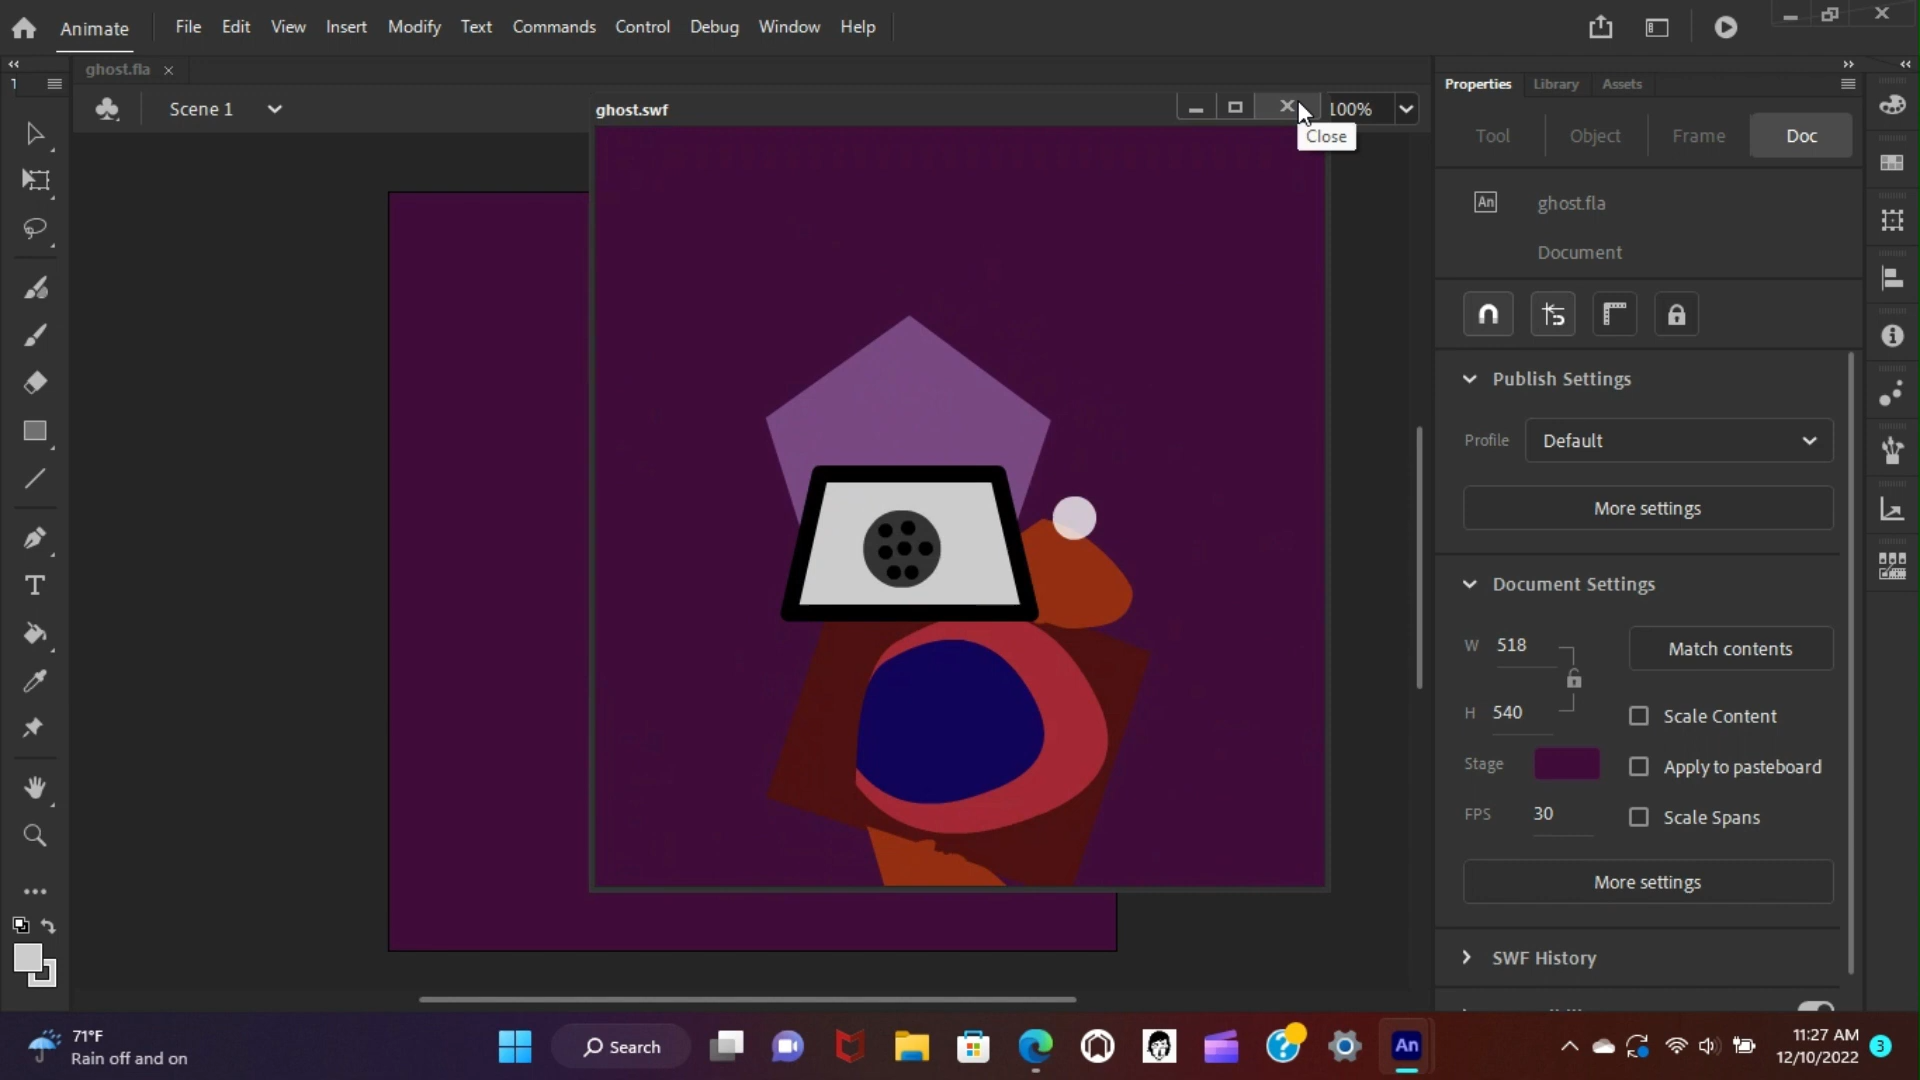 Animate File Edit View Insert Modify Text Commands Control Debug Window Help
ghost.fla
Scene 1
ghost.swf
100%
Close
Properties Library Assets
Tool Object Frame Doc
An ghost.fla
Document
Publish Settings
Profile Default
More settings
Document Settings
W 518 Match contents
H 540 Scale Content
Stage Apply to pasteboard
FPS 30 Scale Spans
More settings
SWF History
71°F
Rain off and on
Search
An
11:27 AM
12/10/2022
3